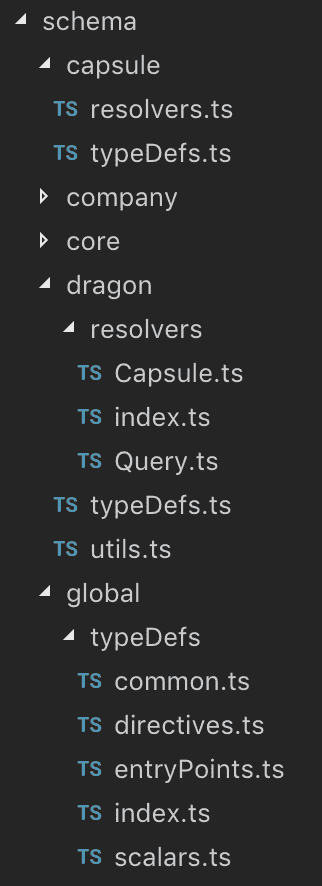 schema
capsule
TS resolvers.ts
TS typeDefs.ts
company
core
dragon
resolvers
TS Capsule.ts
TS index.ts
TS Query.ts
TS typeDefs.ts
TS utils.ts
global
typeDefs
TS common.ts
TS directives.ts
TS entryPoints.ts
TS index.ts
TS scalars.ts